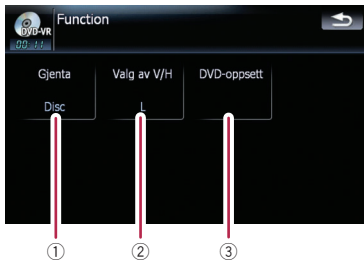 Function
DVD-VR
00:11
Gjenta
Valg av V/H
DVD-oppsett
Disc
L
① ② ③